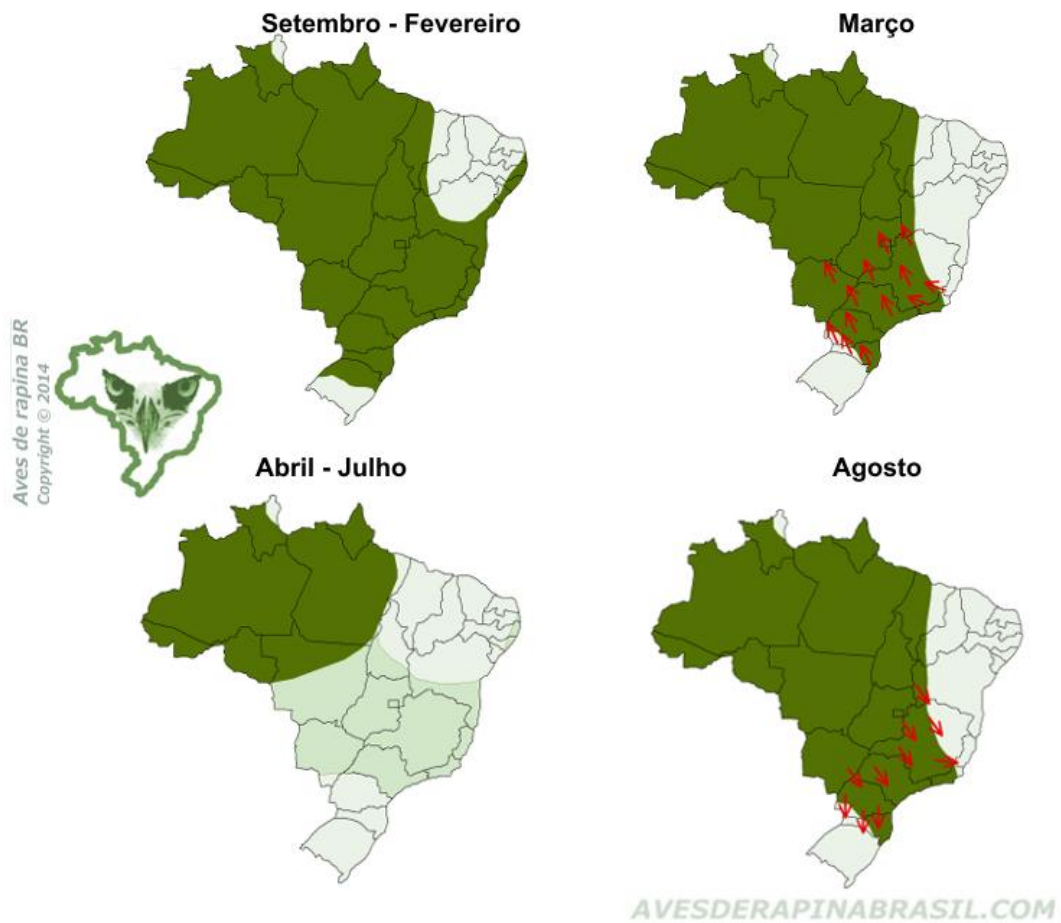 Setembro - Fevereiro
Março
Aves de rapina BR
Copyright © 2014
Abril - Julho
Agosto
AVESDERAPINABRASIL.COM